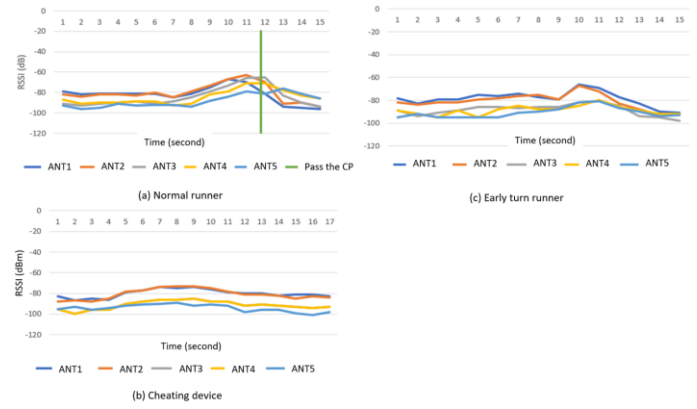 0
-20
-40
-60
-80
-100
-120
RSSI (dB)
1 2 3 4 5 6 7 8 9 10 11 12 13 14 15
Time (second)
ANT1 ANT2 ANT3 ANT4 ANT5 Pass the CP
(a) Normal runner
0
-20
-40
-60
-80
-100
-120
RSSI (dB)
1 2 3 4 5 6 7 8 9 10 11 12 13 14 15
Time (second)
ANT1 ANT2 ANT3 ANT4 ANT5
(c) Early turn runner
0
-20
-40
-60
-80
-100
-120
RSSI (dBm)
1 2 3 4 5 6 7 8 9 10 11 12 13 14 15 16 17
Time (second)
ANT1 ANT2 ANT3 ANT4 ANT5
(b) Cheating device